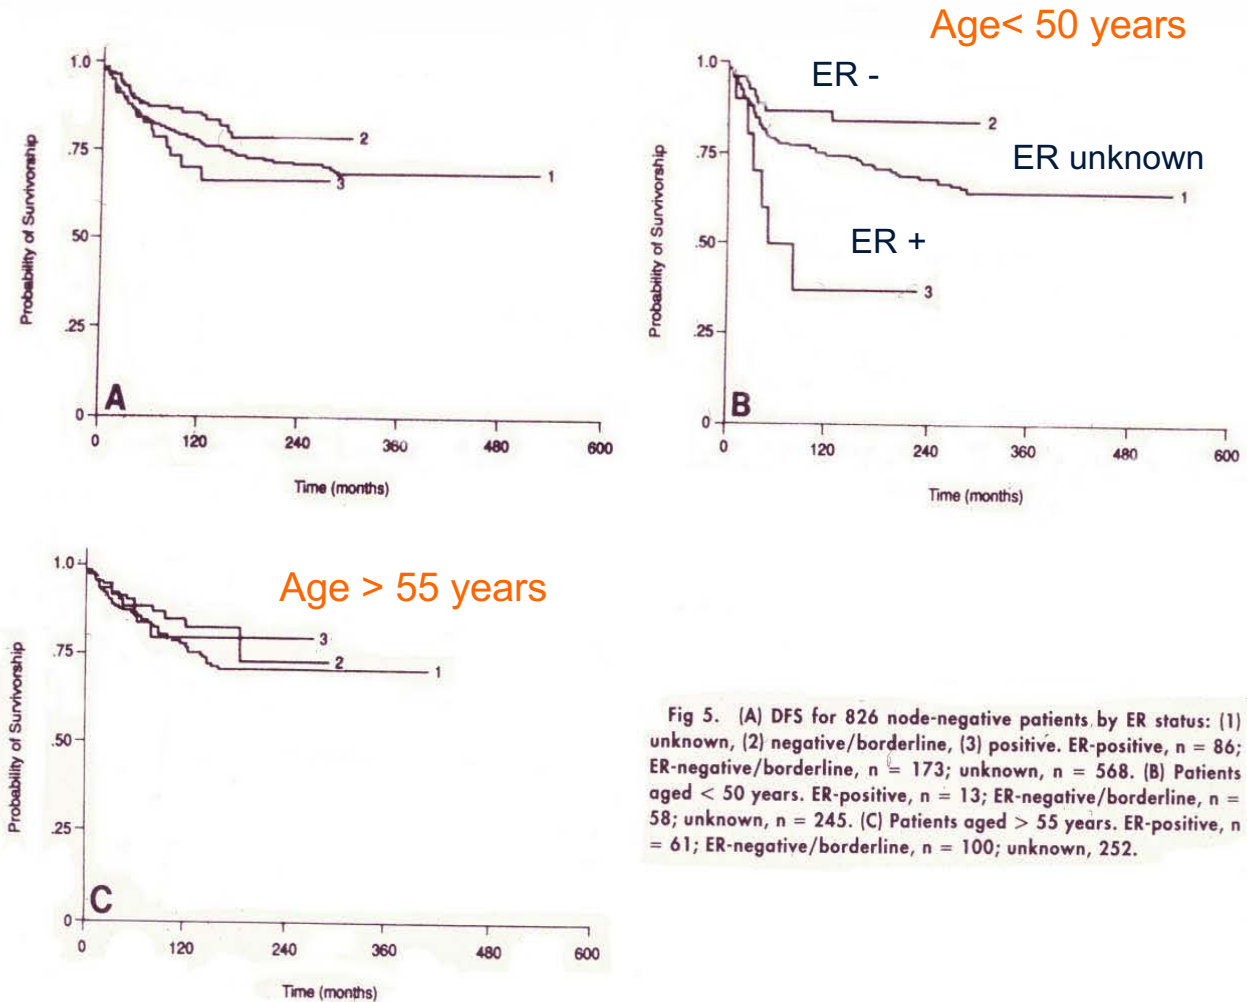 1.0
.75
50
.25
0
Probability of Survivorship
2
1
3
A
0 120 240 360 480 600
Time (months)
Age< 50 years
1.0
.75
.50
.25
0
Probability of Survivorship
ER -
2
ER unknown
1
ER +
3
B
0 120 240 360 480 600
Time (months)
Age > 55 years
1.0
.75
.50
.25
0
Probability of Survivorship
3
2
1
C
0 120 240 360 480 600
Time (months)
Fig 5. (A) DFS for 826 node-negative patients by ER status: (1)
unknown, (2) negative/borderline, (3) positive. ER-positive, n = 86;
ER-negative/borderline, n = 173; unknown, n = 568. (B) Patients
aged < 50 years. ER-positive, n = 13; ER-negative/borderline, n =
58; unknown, n = 245. (C) Patients aged > 55 years. ER-positive, n
= 61; ER-negative/borderline, n = 100; unknown, 252.